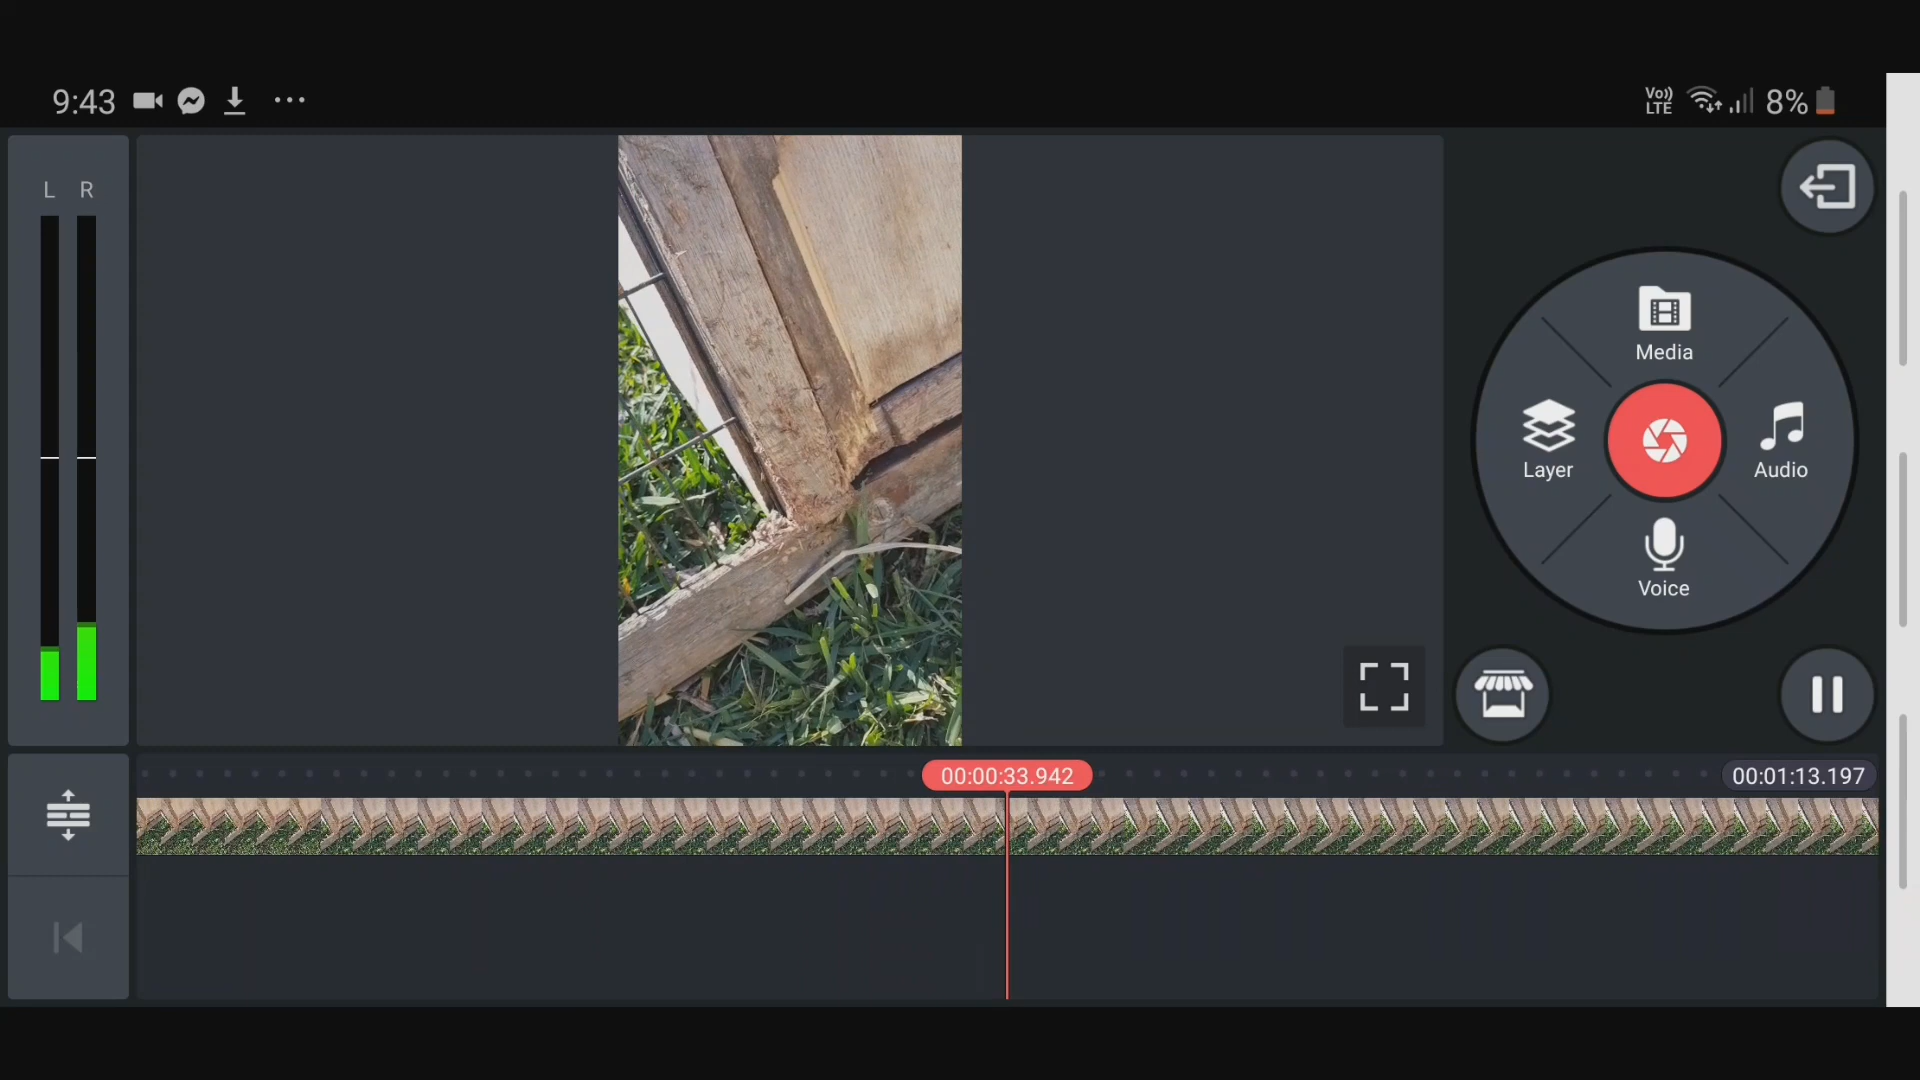 9:43
Vo))
LTE
8%
L R
Media
Layer
Audio
Voice
00:00:33.942
00:01:13.197